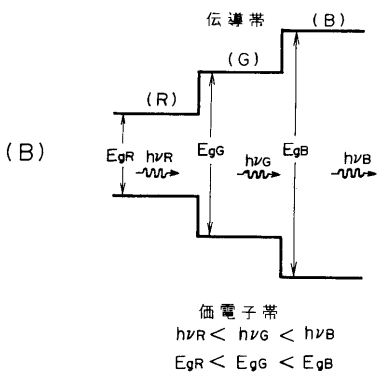 伝導帯
(B)
(G)
(R)
(B)
EgR
hνR
EgG
hνG
EgB
hνB
価電子帯
hνR < hνG < hνB
EgR < EgG < EgB